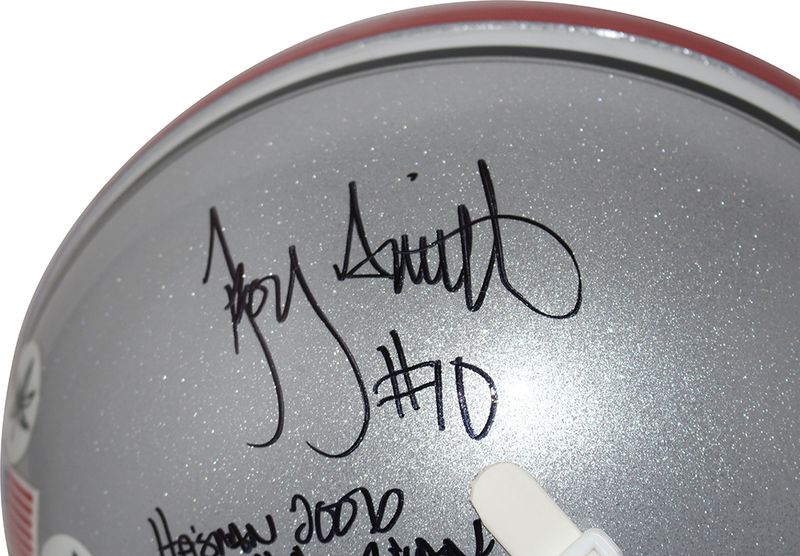 Troy Smith
#10
HEISMAN 2006